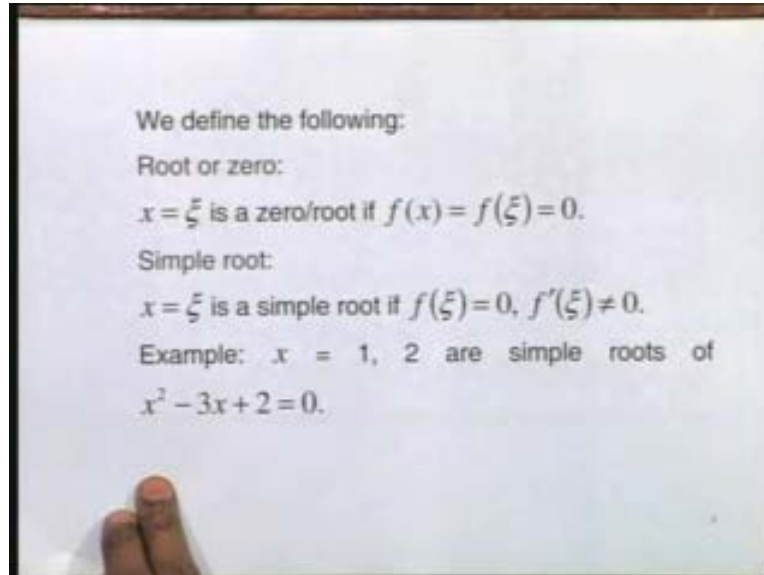 We define the following:
Root or zero:
x = ξ is a zero/root if f(x) = f(ξ) = 0.
Simple root:
x = ξ is a simple root if f(ξ) = 0, f′(ξ) ≠ 0.
Example: x = 1, 2 are simple roots of
x² − 3x + 2 = 0.